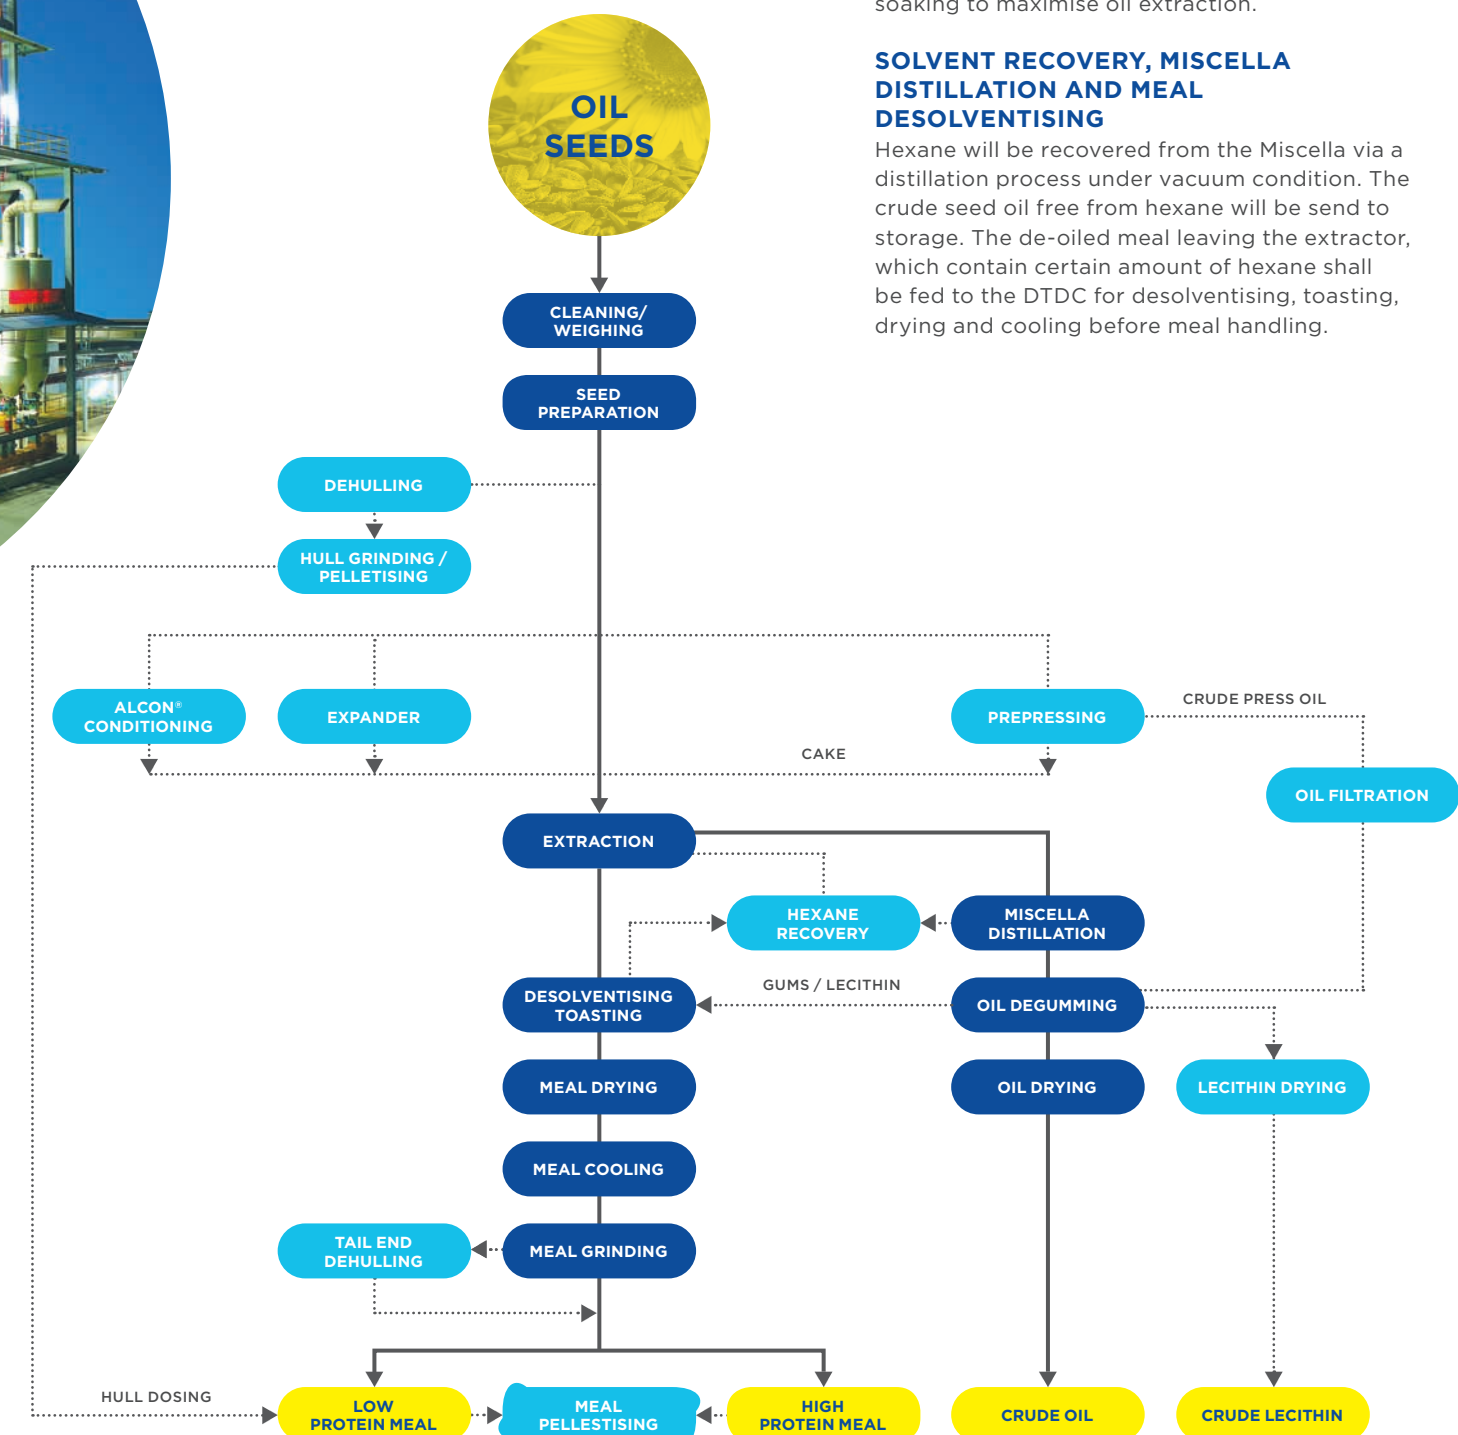 soaking to maximise oil extraction.
SOLVENT RECOVERY, MISCELLA
DISTILLATION AND MEAL
DESOLVENTISING
Hexane will be recovered from the Miscella via a
distillation process under vacuum condition. The
crude seed oil free from hexane will be send to
storage. The de-oiled meal leaving the extractor,
which contain certain amount of hexane shall
be fed to the DTDC for desolventising, toasting,
drying and cooling before meal handling.
OIL
SEEDS
CLEANING/
WEIGHING
SEED
PREPARATION
DEHULLING
HULL GRINDING /
PELLETISING
ALCON®
CONDITIONING
EXPANDER
PREPRESSING
CRUDE PRESS OIL
CAKE
OIL FILTRATION
EXTRACTION
HEXANE
RECOVERY
MISCELLA
DISTILLATION
DESOLVENTISING
TOASTING
GUMS / LECITHIN
OIL DEGUMMING
MEAL DRYING
OIL DRYING
LECITHIN DRYING
MEAL COOLING
TAIL END
DEHULLING
MEAL GRINDING
HULL DOSING
LOW
PROTEIN MEAL
MEAL
PELLESTISING
HIGH
PROTEIN MEAL
CRUDE OIL
CRUDE LECITHIN